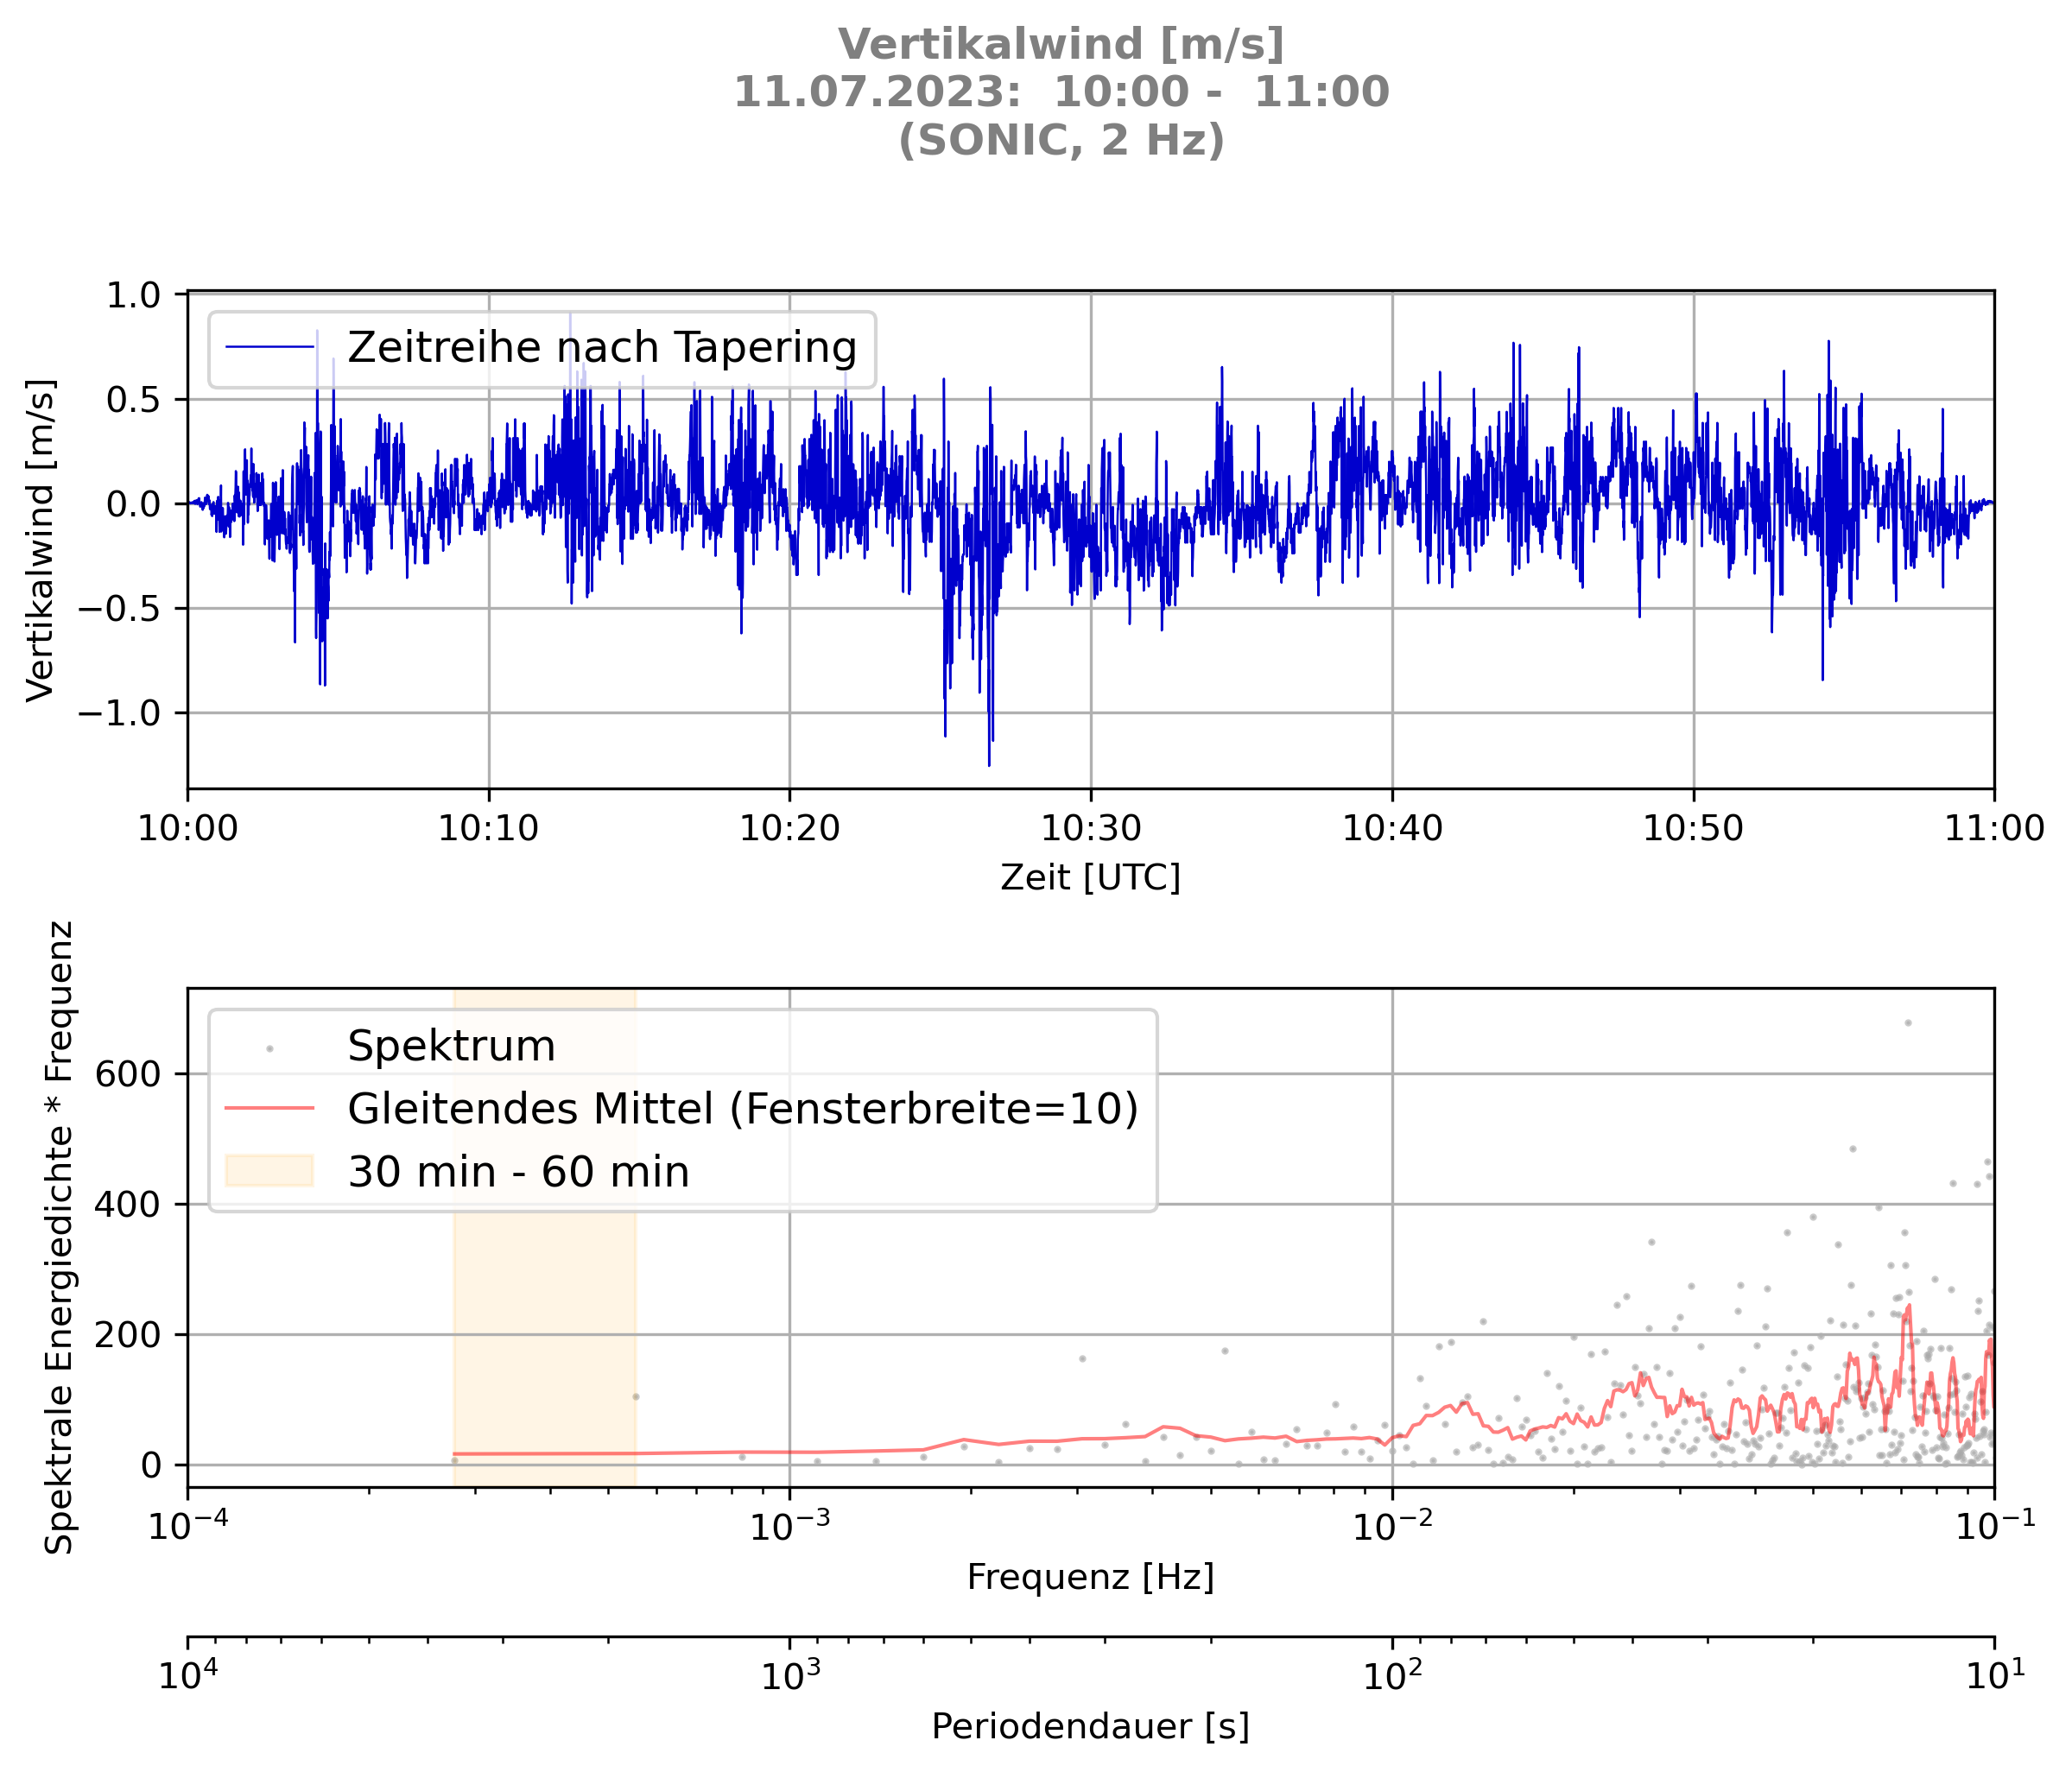 Vertikalwind [m/s]
11.07.2023:  10:00 -  11:00
(SONIC, 2 Hz)
1.0
0.5
0.0
−0.5
−1.0
Vertikalwind [m/s]
Zeitreihe nach Tapering
10:00 10:10 10:20 10:30 10:40 10:50 11:00
Zeit [UTC]
600
400
200
0
Spektrale Energiedichte * Frequenz
Spektrum
Gleitendes Mittel (Fensterbreite=10)
30 min - 60 min
10⁻⁴ 10⁻³ 10⁻² 10⁻¹
Frequenz [Hz]
10⁴ 10³ 10² 10¹
Periodendauer [s]